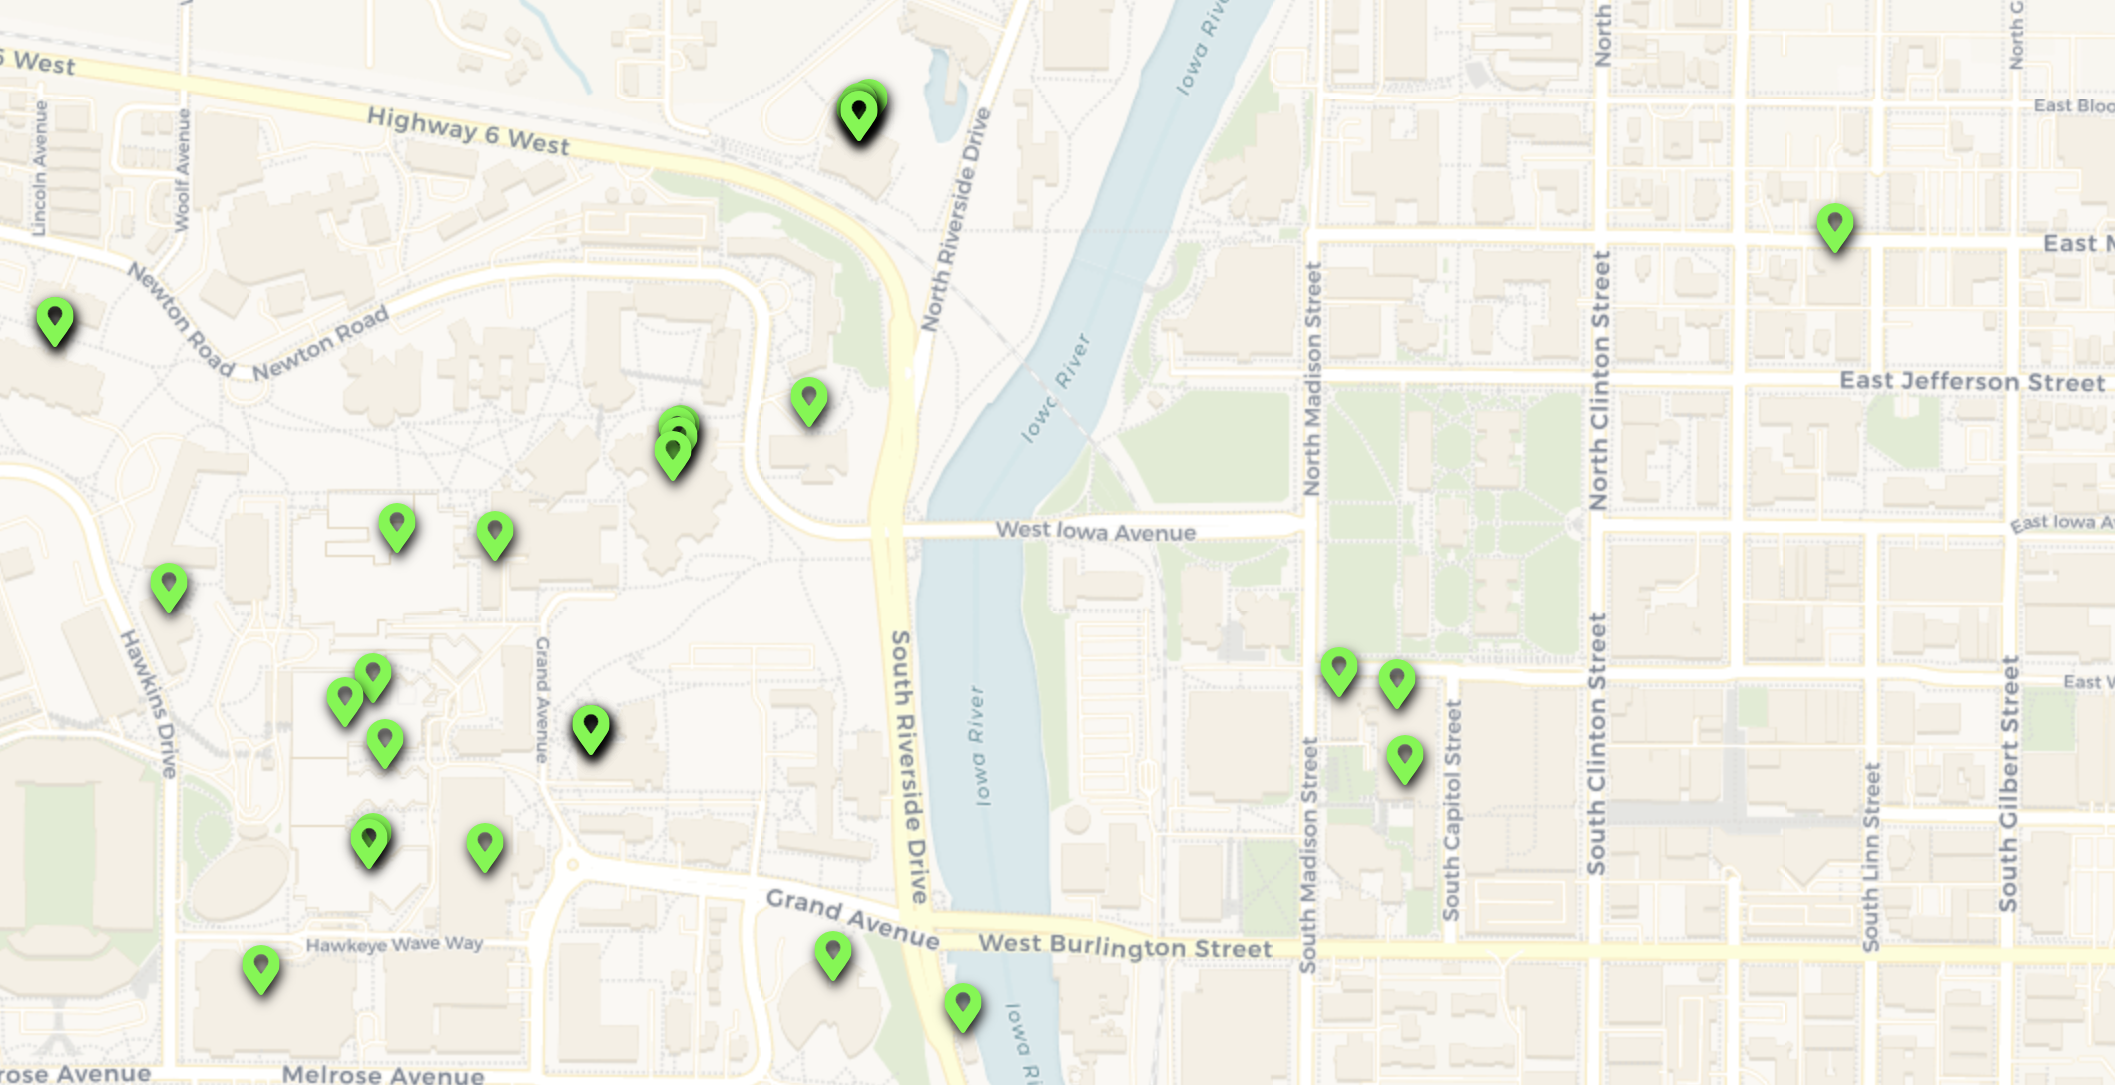 6 West
Highway 6 West
Lincoln Avenue
Woolf Avenue
Newton Road
Newton Road
North Riverside Drive
Iowa River
North
North
East Jefferson Street
North Madison Street
North Clinton Street
Iowa River
West Iowa Avenue
East Iowa
Hawkins Drive
Grand Avenue
South Riverside Drive
Iowa River
South Madison Street
South Capitol Street
South Clinton Street
South Linn Street
South Gilbert Street
Grand Avenue
West Burlington Street
Hawkeye Wave Way
Iowa
rose Avenue
Melrose Avenue